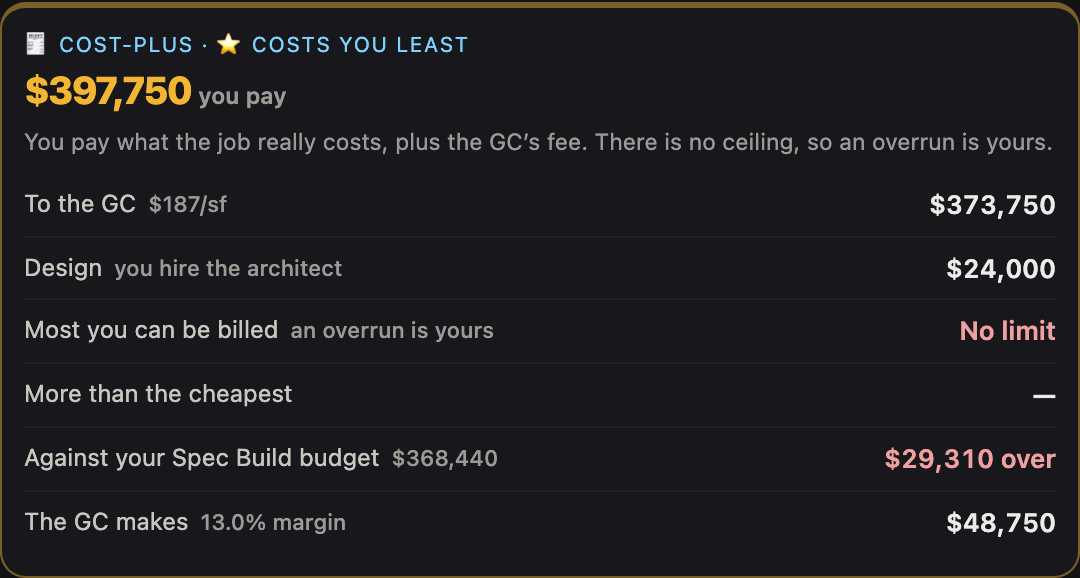 COST-PLUS · ⭐ COSTS YOU LEAST
$397,750 you pay
You pay what the job really costs, plus the GC’s fee. There is no ceiling, so an overrun is yours.
To the GC $187/sf $373,750
Design you hire the architect $24,000
Most you can be billed an overrun is yours No limit
More than the cheapest —
Against your Spec Build budget $368,440 $29,310 over
The GC makes 13.0% margin $48,750